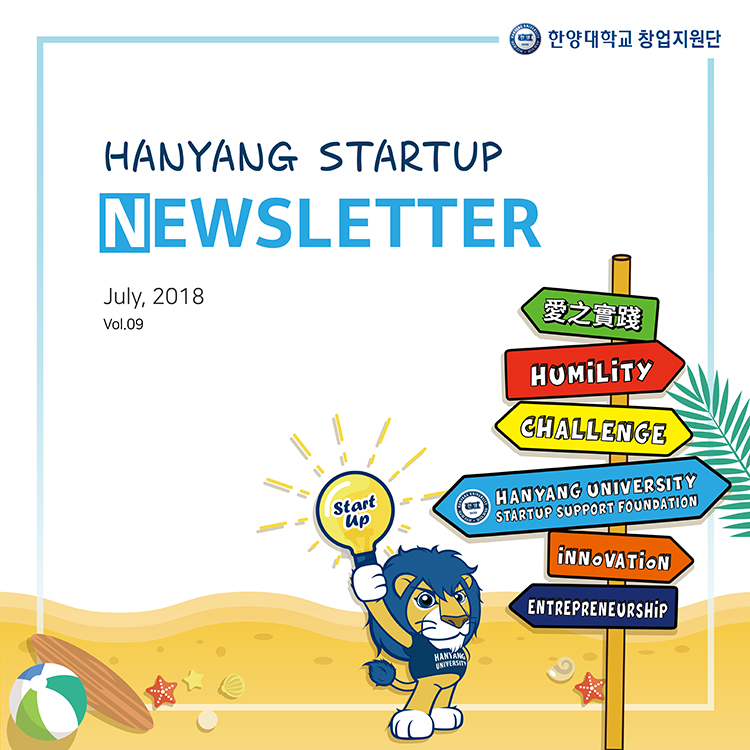 한양대학교 창업지원단
HANYANG STARTUP
NEWSLETTER
July, 2018
Vol.09
愛之實踐
HUMiLiTY
CHALLENGE
HANYANG UNIVERSITY
STARTUP SUPPORT FOUNDATION
iNNOVATiON
ENTREPRENEURSHiP
Start
Up
HANYANG
UNIVERSITY